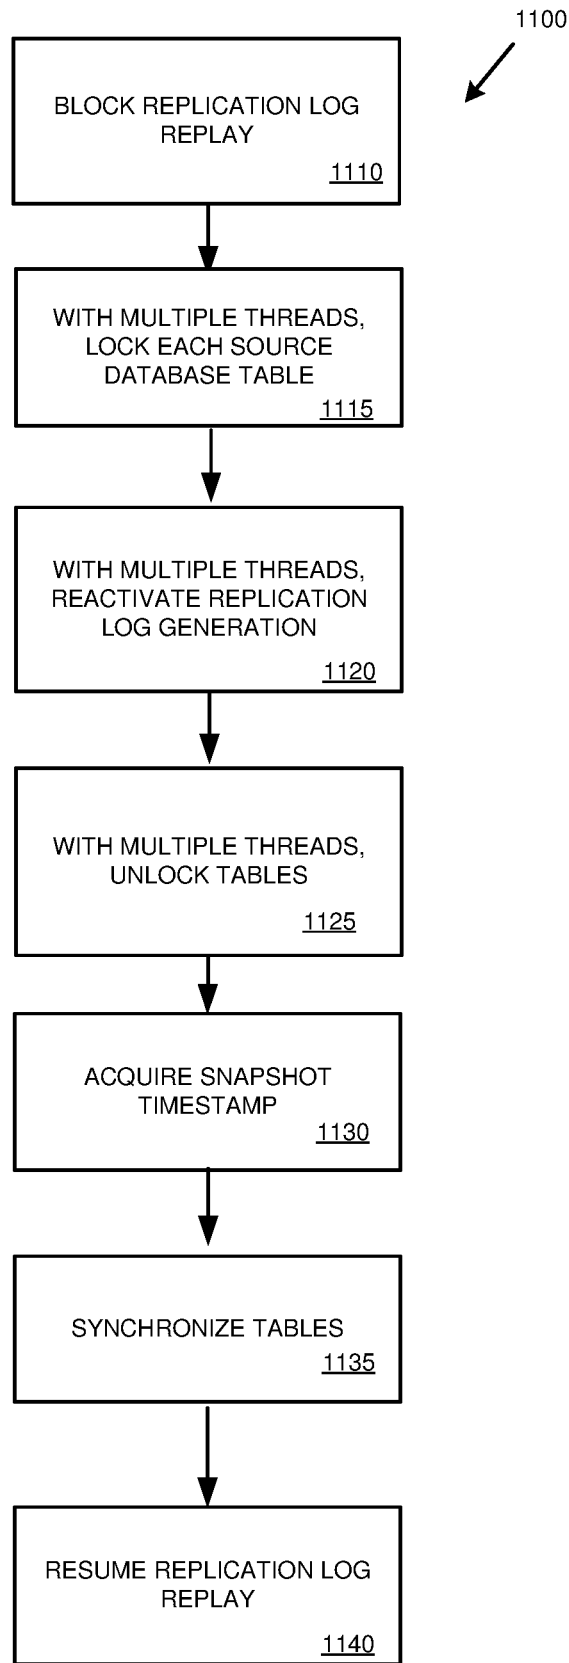 1100
BLOCK REPLICATION LOG
REPLAY
1110
WITH MULTIPLE THREADS,
LOCK EACH SOURCE
DATABASE TABLE
1115
WITH MULTIPLE THREADS,
REACTIVATE REPLICATION
LOG GENERATION
1120
WITH MULTIPLE THREADS,
UNLOCK TABLES
1125
ACQUIRE SNAPSHOT
TIMESTAMP
1130
SYNCHRONIZE TABLES
1135
RESUME REPLICATION LOG
REPLAY
1140